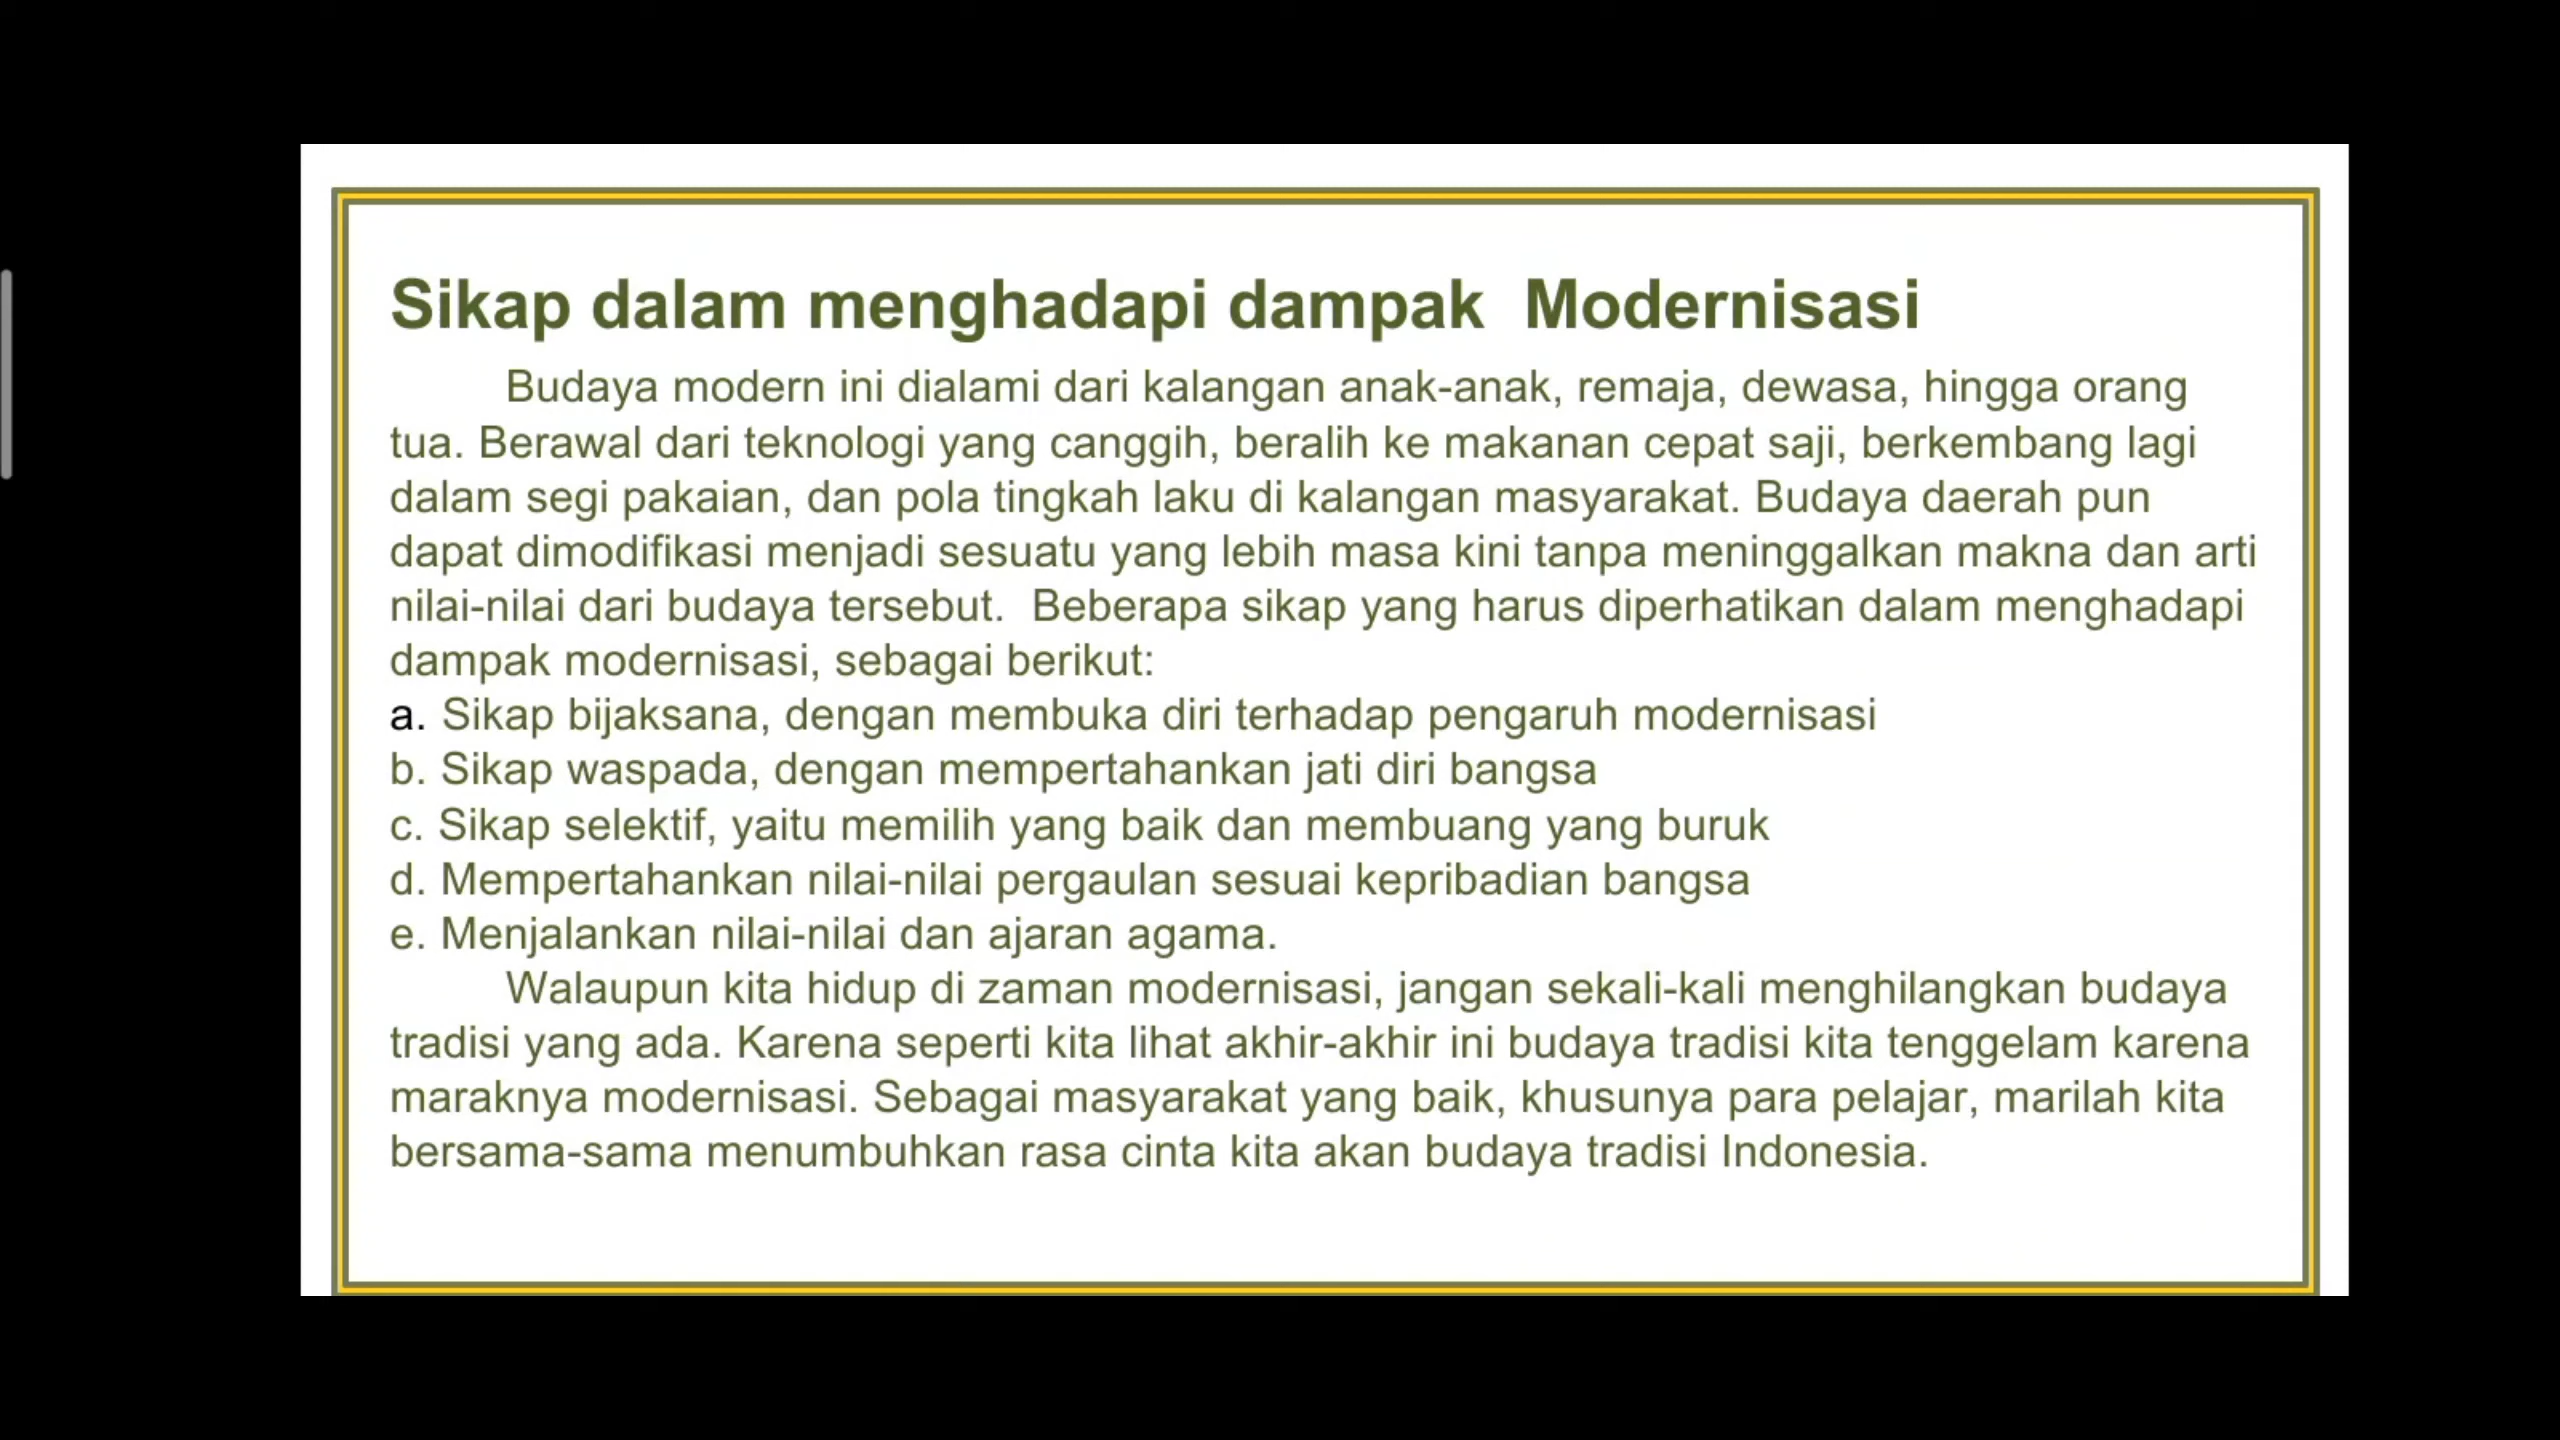 Sikap dalam menghadapi dampak  Modernisasi
Budaya modern ini dialami dari kalangan anak-anak, remaja, dewasa, hingga orang
tua. Berawal dari teknologi yang canggih, beralih ke makanan cepat saji, berkembang lagi
dalam segi pakaian, dan pola tingkah laku di kalangan masyarakat. Budaya daerah pun
dapat dimodifikasi menjadi sesuatu yang lebih masa kini tanpa meninggalkan makna dan arti
nilai-nilai dari budaya tersebut.  Beberapa sikap yang harus diperhatikan dalam menghadapi
dampak modernisasi, sebagai berikut:
a. Sikap bijaksana, dengan membuka diri terhadap pengaruh modernisasi
b. Sikap waspada, dengan mempertahankan jati diri bangsa
c. Sikap selektif, yaitu memilih yang baik dan membuang yang buruk
d. Mempertahankan nilai-nilai pergaulan sesuai kepribadian bangsa
e. Menjalankan nilai-nilai dan ajaran agama.
Walaupun kita hidup di zaman modernisasi, jangan sekali-kali menghilangkan budaya
tradisi yang ada. Karena seperti kita lihat akhir-akhir ini budaya tradisi kita tenggelam karena
maraknya modernisasi. Sebagai masyarakat yang baik, khusunya para pelajar, marilah kita
bersama-sama menumbuhkan rasa cinta kita akan budaya tradisi Indonesia.